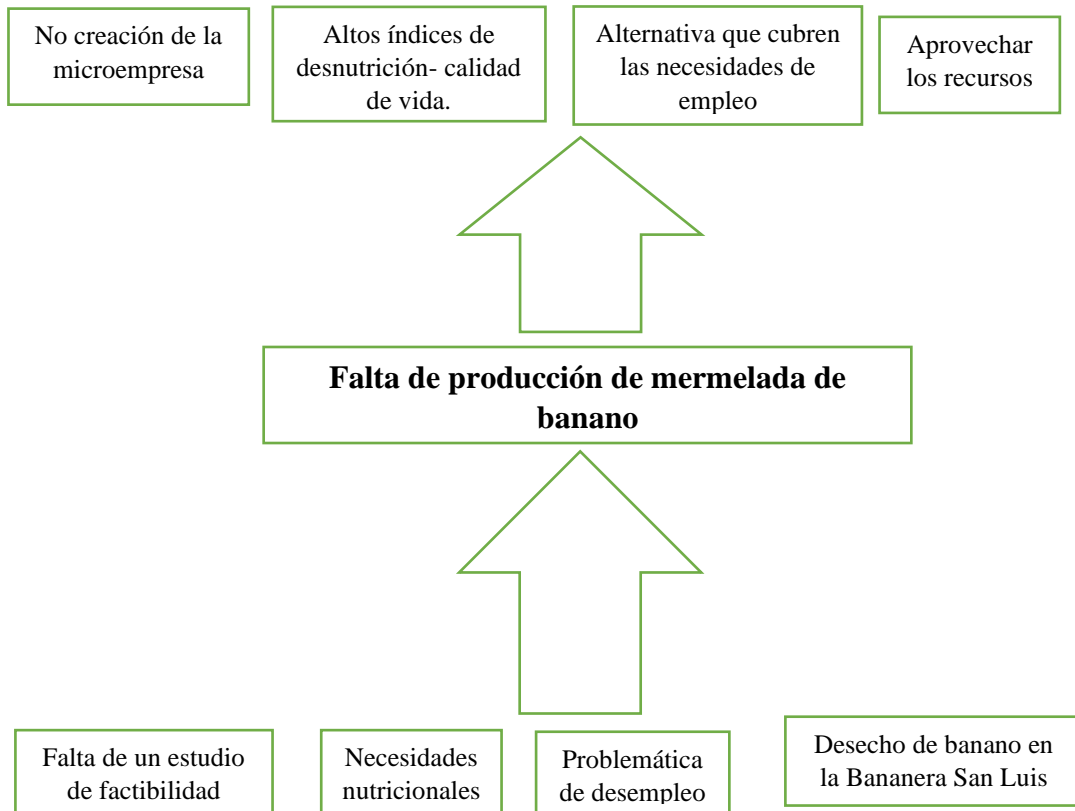 No creación de la
microempresa
Altos índices de
desnutrición- calidad
de vida.
Alternativa que cubren
las necesidades de
empleo
Aprovechar
los recursos
Falta de producción de mermelada de
banano
Falta de un estudio
de factibilidad
Necesidades
nutricionales
Problemática
de desempleo
Desecho de banano en
la Bananera San Luis